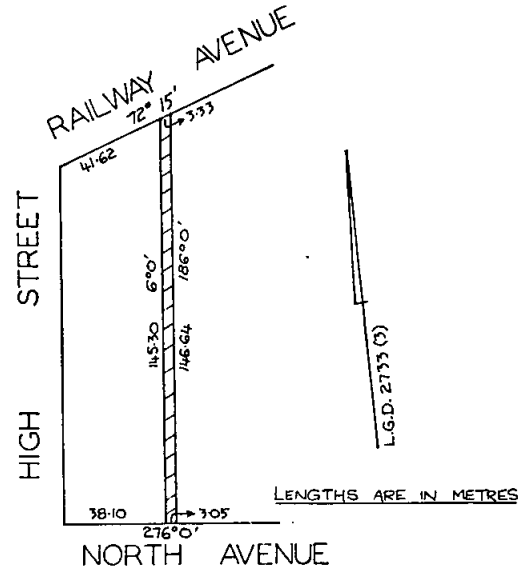 RAILWAY AVENUE
72° 15'
3·33
41·62
HIGH STREET
6°0'
186°0'
145·30
146·64
L.G.D. 2733 (3)
38·10
3·05
276°0'
LENGTHS ARE IN METRES
NORTH AVENUE